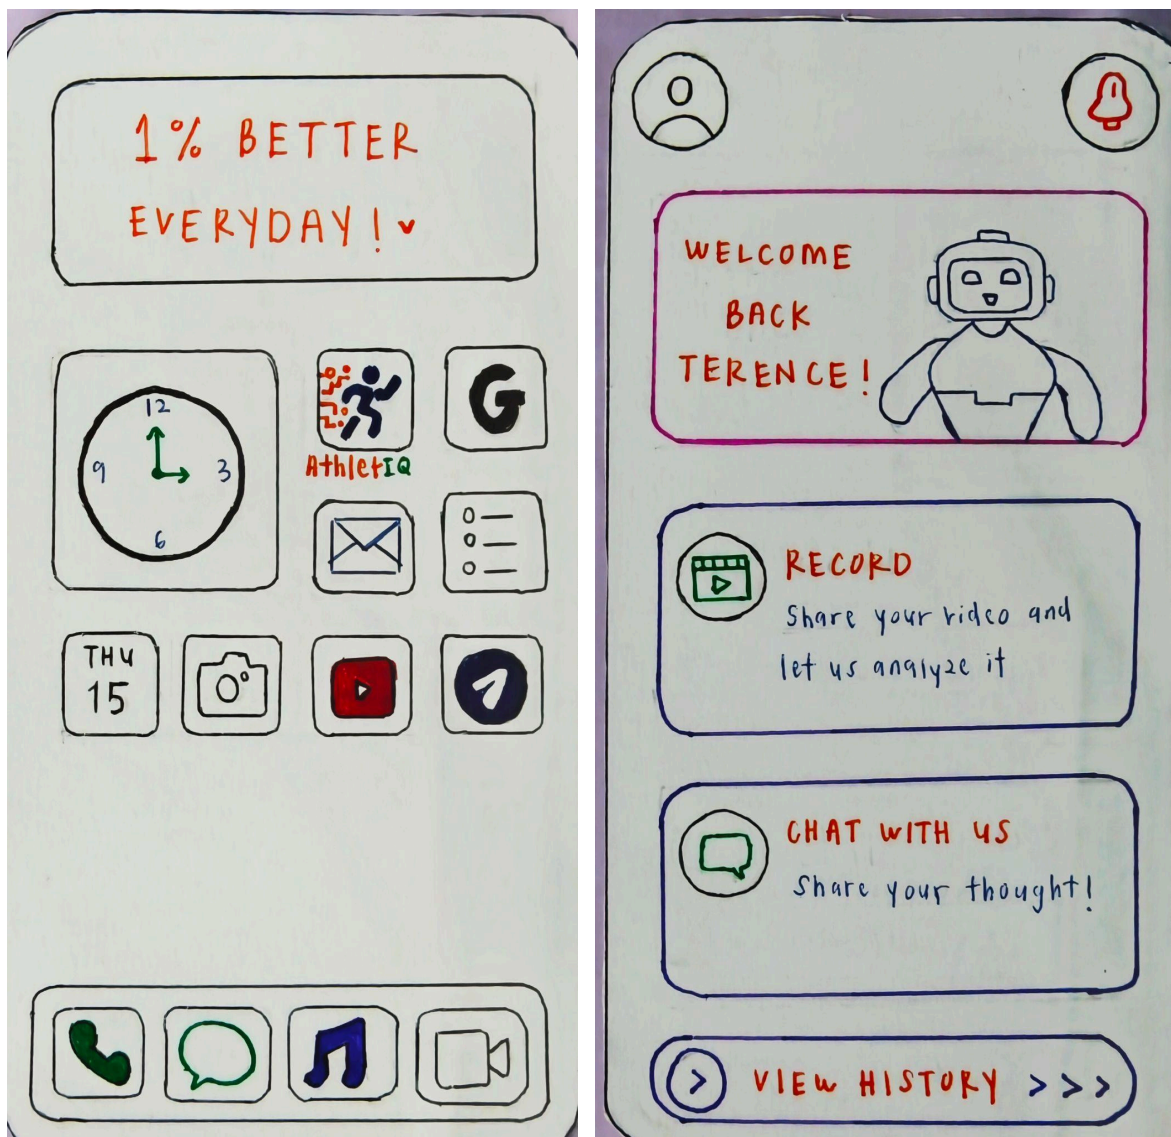 1% BETTER
EVERYDAY!
12
9
3
6
AthletIQ
G
THU
15
WELCOME
BACK
TERENCE!
RECORD
Share your video and
let us analyze it
CHAT WITH US
Share your thought!
> VIEW HISTORY >>>